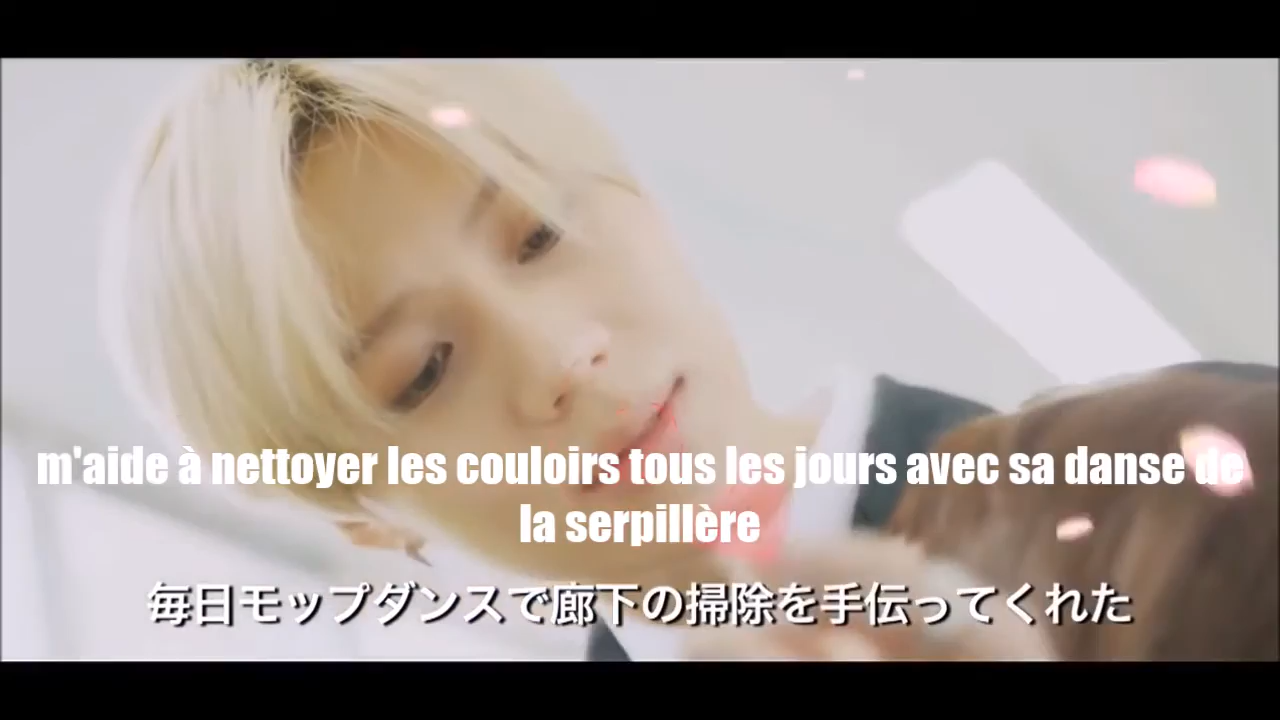 m'aide à nettoyer les couloirs tous les jours avec sa danse de
la serpillère
毎日モップダンスで廊下の掃除を手伝ってくれた